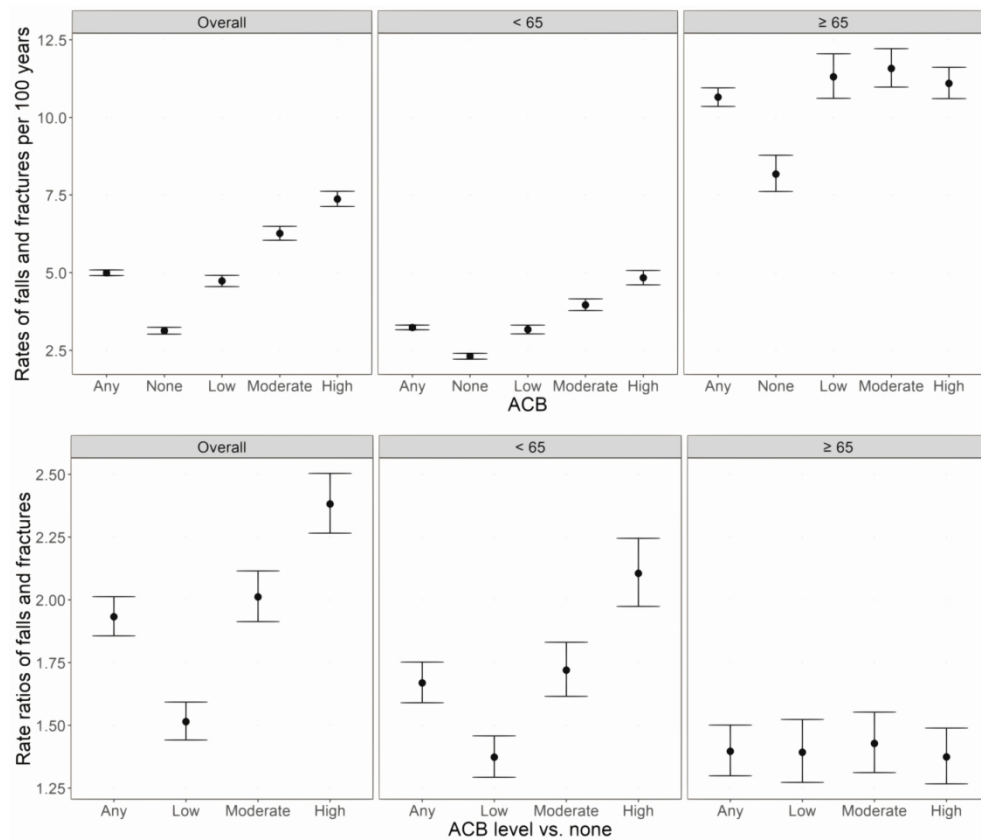 Overall < 65 ≥ 65
Rates of falls and fractures per 100 years
12.5
10.0
7.5
5.0
2.5
Any None Low Moderate High Any None Low Moderate High Any None Low Moderate High
ACB
Overall < 65 ≥ 65
Rate ratios of falls and fractures
2.50
2.25
2.00
1.75
1.50
1.25
Any Low Moderate High Any Low Moderate High Any Low Moderate High
ACB level vs. none